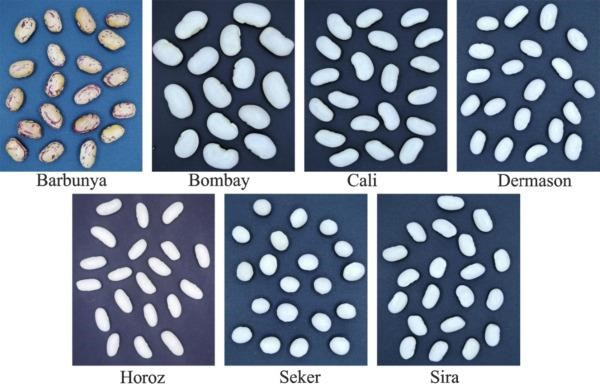 Barbunya
Bombay
Cali
Dermason
Horoz
Seker
Sira